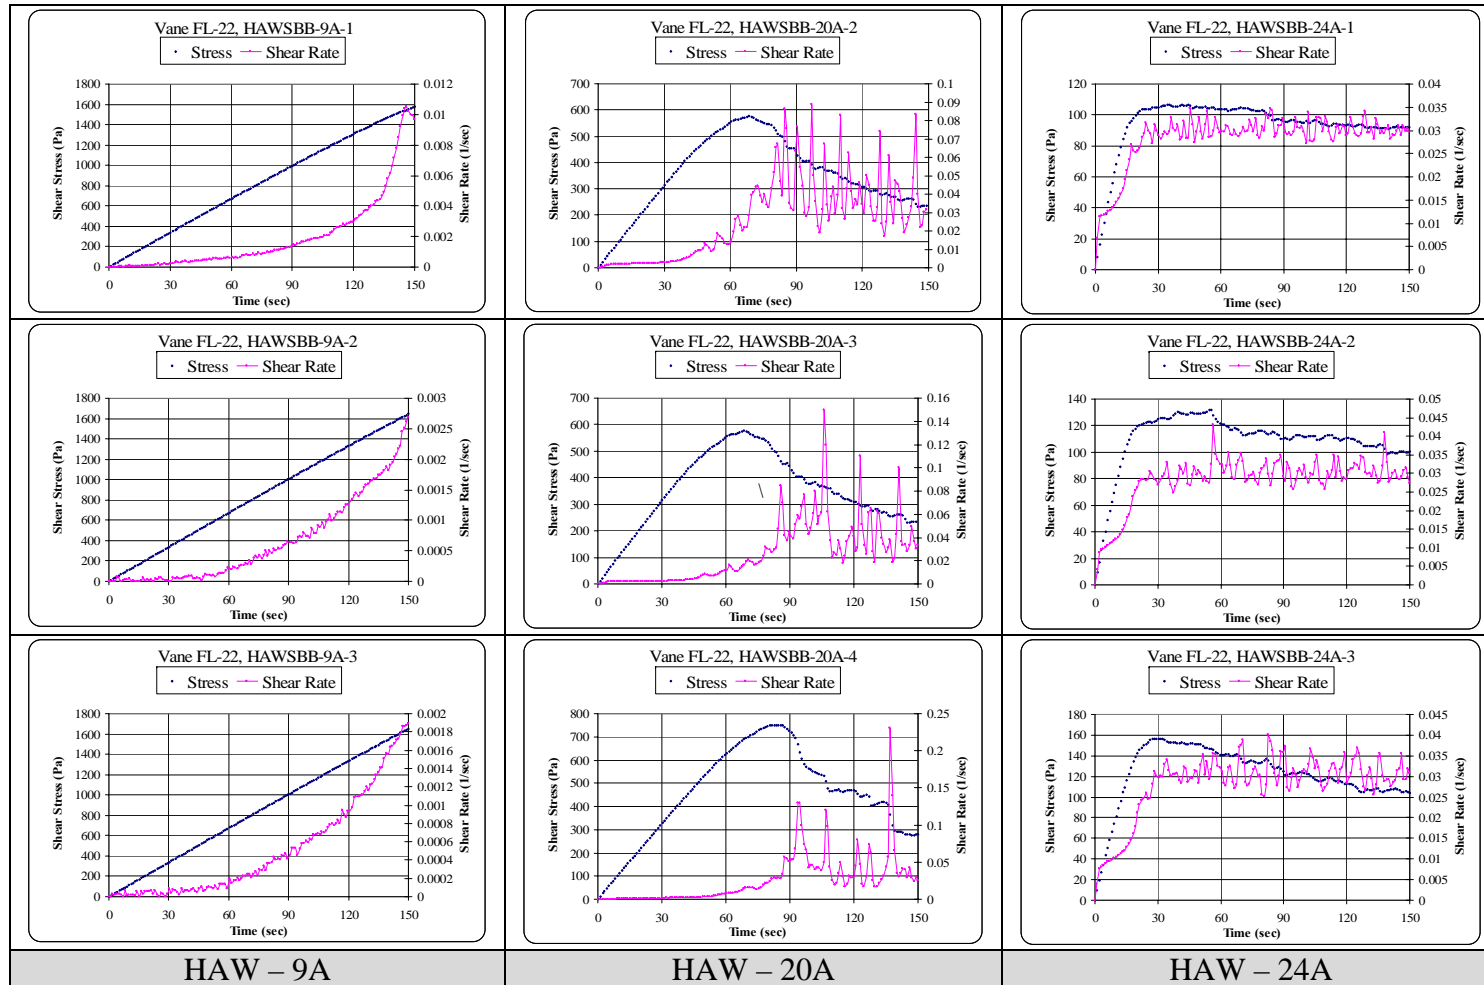 Vane FL-22, HAWSBB-9A-1
Stress Shear Rate
1800
1600
1400
1200
1000
800
600
400
200
0
Shear Stress (Pa)
0.012
0.01
0.008
0.006
0.004
0.002
0
Shear Rate (1/sec)
0 30 60 90 120 150
Time (sec)
Vane FL-22, HAWSBB-20A-2
Stress Shear Rate
700
600
500
400
300
200
100
0
Shear Stress (Pa)
0.1
0.09
0.08
0.07
0.06
0.05
0.04
0.03
0.02
0.01
0
Shear Rate (1/sec)
0 30 60 90 120 150
Time (sec)
Vane FL-22, HAWSBB-24A-1
Stress Shear Rate
120
100
80
60
40
20
0
Shear Stress (Pa)
0.04
0.035
0.03
0.025
0.02
0.015
0.01
0.005
0
Shear Rate (1/sec)
0 30 60 90 120 150
Time (sec)
Vane FL-22, HAWSBB-9A-2
Stress Shear Rate
1800
1600
1400
1200
1000
800
600
400
200
0
Shear Stress (Pa)
0.003
0.0025
0.002
0.0015
0.001
0.0005
0
Shear Rate (1/sec)
0 30 60 90 120 150
Time (sec)
Vane FL-22, HAWSBB-20A-3
Stress Shear Rate
700
600
500
400
300
200
100
0
Shear Stress (Pa)
\
0.16
0.14
0.12
0.1
0.08
0.06
0.04
0.02
0
Shear Rate (1/sec)
0 30 60 90 120 150
Time (sec)
Vane FL-22, HAWSBB-24A-2
Stress Shear Rate
140
120
100
80
60
40
20
0
Shear Stress (Pa)
0.05
0.045
0.04
0.035
0.03
0.025
0.02
0.015
0.01
0.005
0
Shear Rate (1/sec)
0 30 60 90 120 150
Time (sec)
Vane FL-22, HAWSBB-9A-3
Stress Shear Rate
1800
1600
1400
1200
1000
800
600
400
200
0
Shear Stress (Pa)
0.002
0.0018
0.0016
0.0014
0.0012
0.001
0.0008
0.0006
0.0004
0.0002
0
Shear Rate (1/sec)
0 30 60 90 120 150
Time (sec)
Vane FL-22, HAWSBB-20A-4
Stress Shear Rate
800
700
600
500
400
300
200
100
0
Shear Stress (Pa)
0.25
0.2
0.15
0.1
0.05
0
Shear Rate (1/sec)
0 30 60 90 120 150
Time (sec)
Vane FL-22, HAWSBB-24A-3
Stress Shear Rate
180
160
140
120
100
80
60
40
20
0
Shear Stress (Pa)
0.045
0.04
0.035
0.03
0.025
0.02
0.015
0.01
0.005
0
Shear Rate (1/sec)
0 30 60 90 120 150
Time (sec)
HAW – 9A
HAW – 20A
HAW – 24A